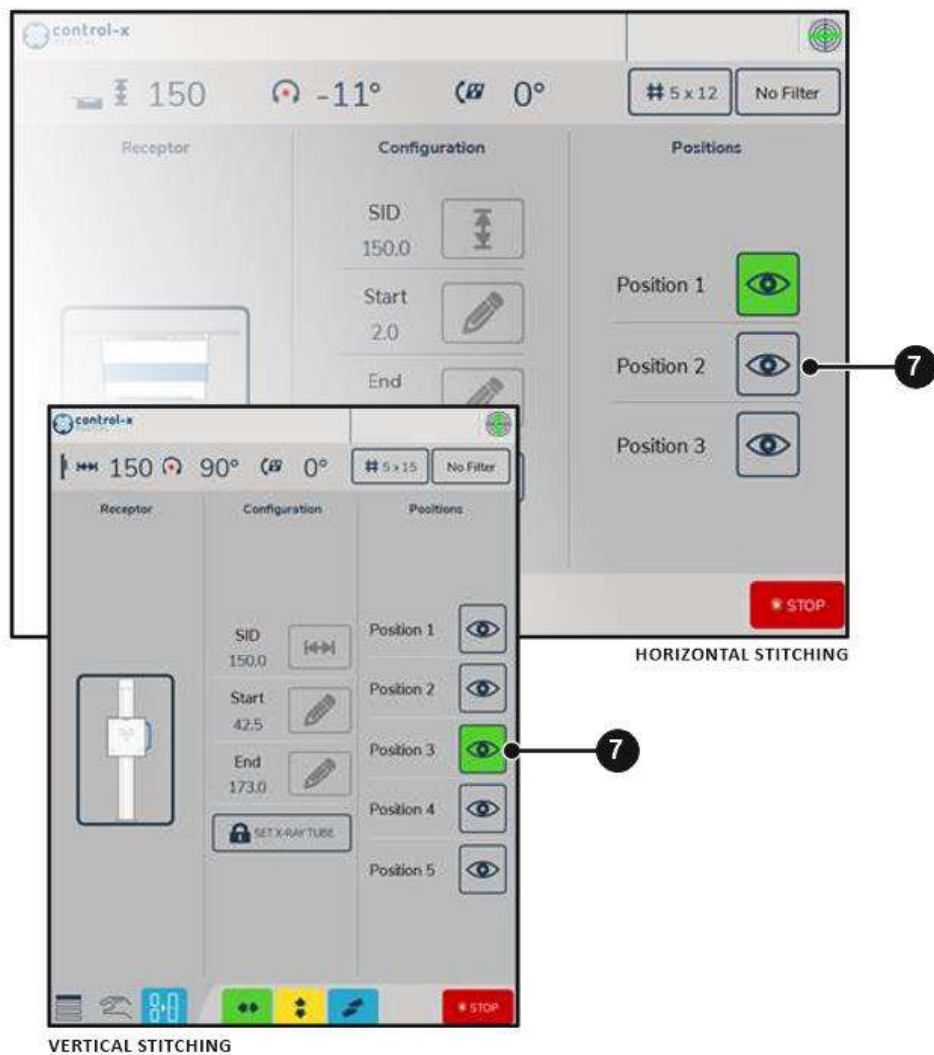 control-x
150 -11° 0° 5 x 12 No Filter
Receptor Configuration Positions
SID
150.0
Start
2.0
End
Position 1
Position 2
Position 3
7
STOP
HORIZONTAL STITCHING
control-x
150 90° 0° 5 x 15 No Filter
Receptor Configuration Positions
SID
150.0
Start
42.5
End
173.0
SET X-RAY TUBE
Position 1
Position 2
Position 3
Position 4
Position 5
7
STOP
VERTICAL STITCHING